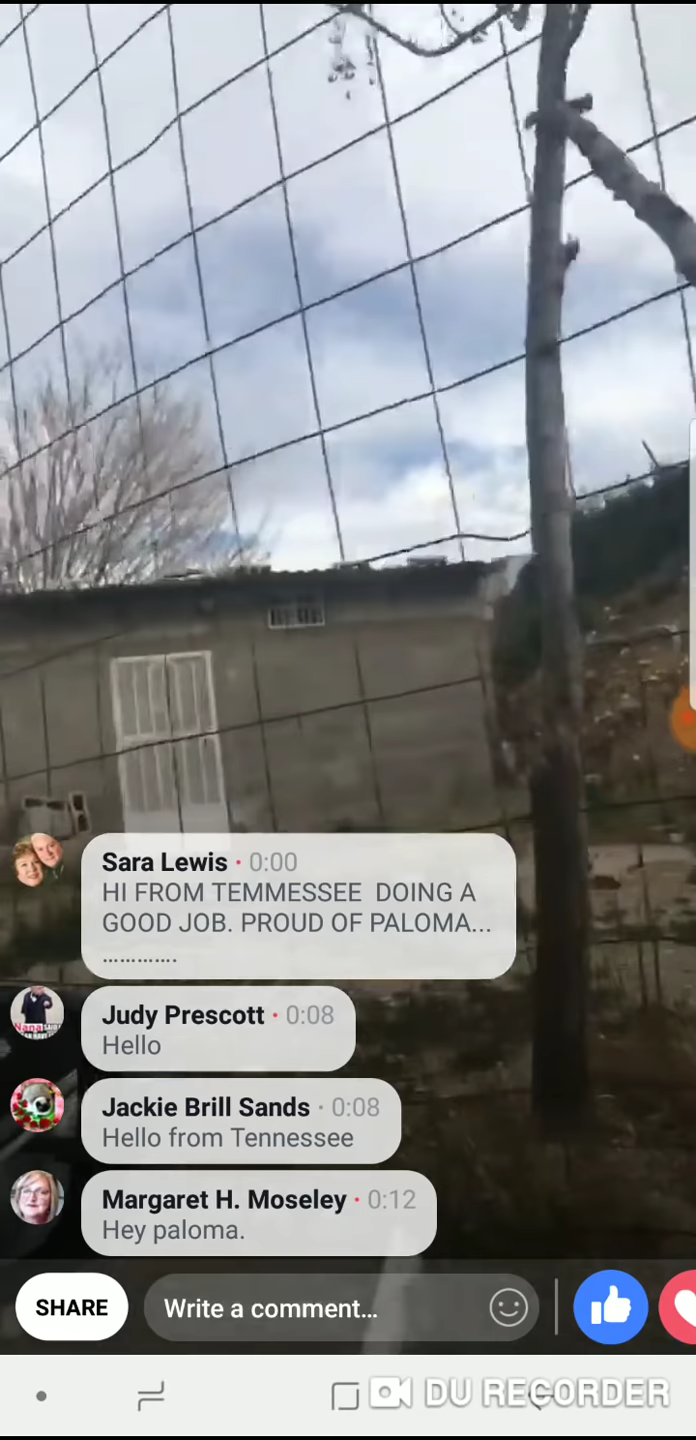 Sara Lewis · 0:00
HI FROM TEMMESSEE  DOING A
GOOD JOB. PROUD OF PALOMA...
.............
Judy Prescott · 0:08
Hello
Jackie Brill Sands · 0:08
Hello from Tennessee
Margaret H. Moseley · 0:12
Hey paloma.
SHARE
Write a comment...
DU RECORDER